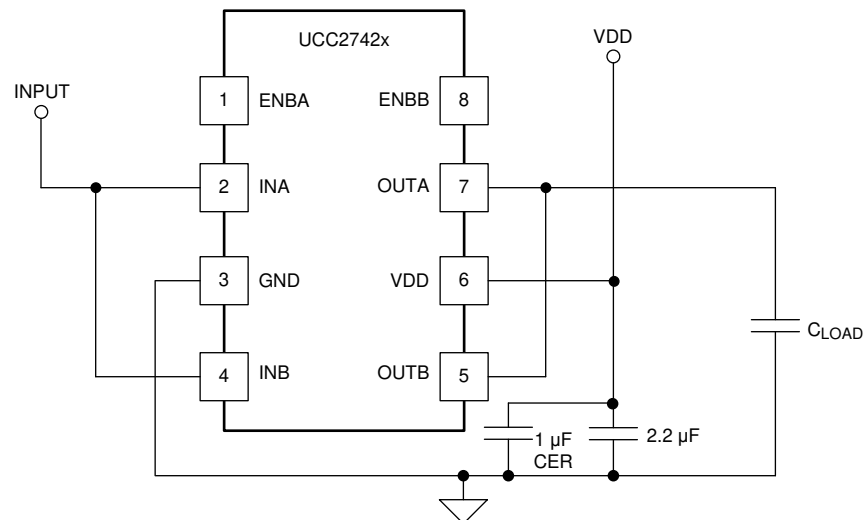 UCC2742x
VDD
INPUT
1 ENBA
ENBB 8
2 INA
OUTA 7
3 GND
VDD 6
CLOAD
4 INB
OUTB 5
1 µF
CER
2.2 µF